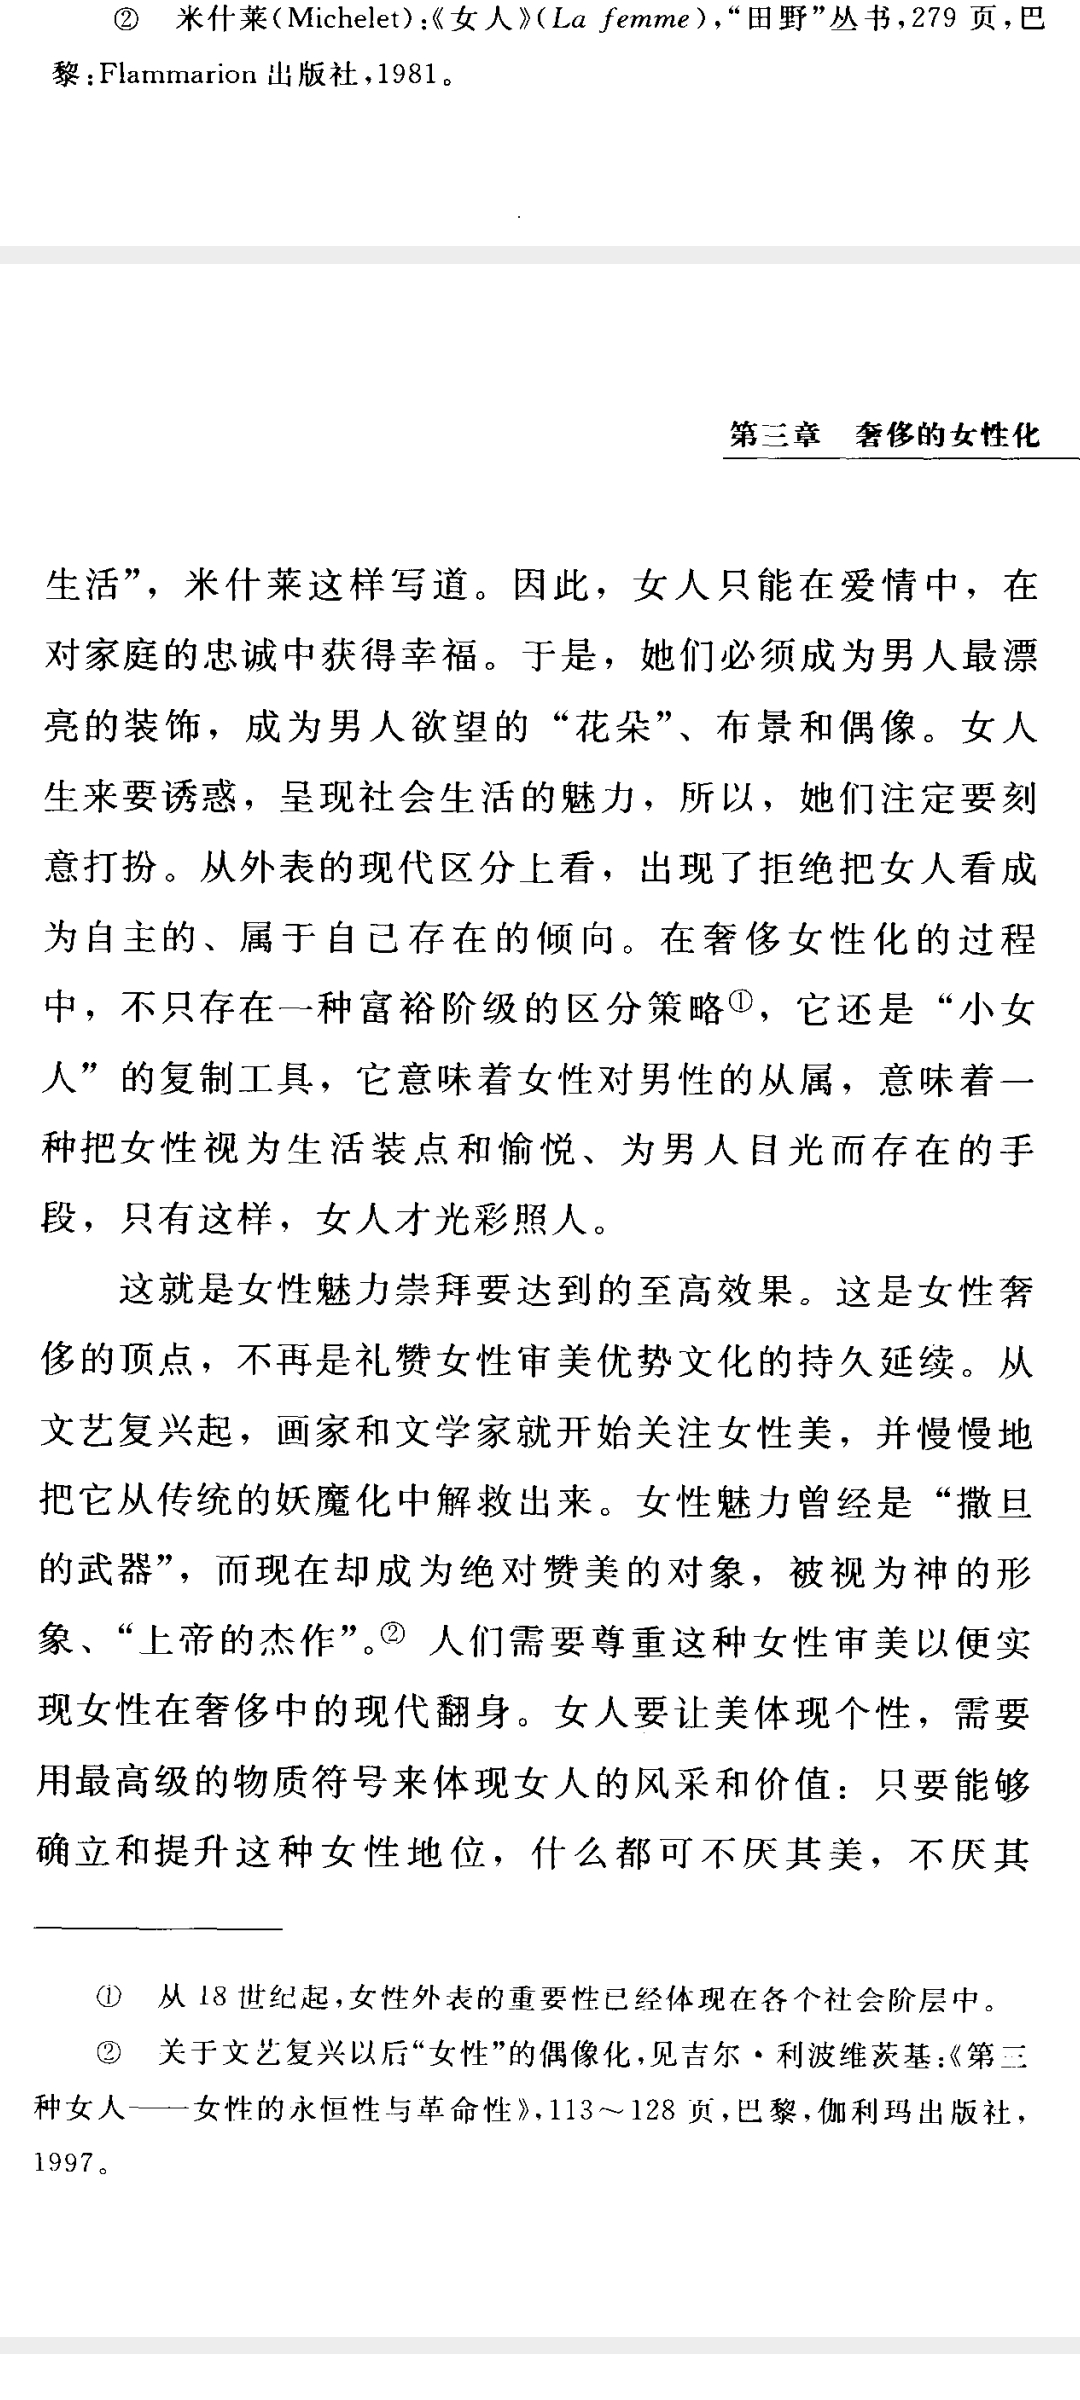 ② 米什莱(Michelet):《女人》(La femme),“田野”丛书,279 页,巴
黎:Flammarion 出版社,1981。
第三章 奢侈的女性化
生活”，米什莱这样写道。因此，女人只能在爱情中，在
对家庭的忠诚中获得幸福。于是，她们必须成为男人最漂
亮的装饰，成为男人欲望的“花朵”、布景和偶像。女人
生来要诱惑，呈现社会生活的魅力，所以，她们注定要刻
意打扮。从外表的现代区分上看，出现了拒绝把女人看成
为自主的、属于自己存在的倾向。在奢侈女性化的过程
中，不只存在一种富裕阶级的区分策略①，它还是“小女
人”的复制工具，它意味着女性对男性的从属，意味着一
种把女性视为生活装点和愉悦、为男人目光而存在的手
段，只有这样，女人才光彩照人。
这就是女性魅力崇拜要达到的至高效果。这是女性奢
侈的顶点，不再是礼赞女性审美优势文化的持久延续。从
文艺复兴起，画家和文学家就开始关注女性美，并慢慢地
把它从传统的妖魔化中解救出来。女性魅力曾经是“撒旦
的武器”，而现在却成为绝对赞美的对象，被视为神的形
象、“上帝的杰作”。② 人们需要尊重这种女性审美以便实
现女性在奢侈中的现代翻身。女人要让美体现个性，需要
用最高级的物质符号来体现女人的风采和价值：只要能够
确立和提升这种女性地位，什么都可不厌其美，不厌其
① 从 18 世纪起,女性外表的重要性已经体现在各个社会阶层中。
② 关于文艺复兴以后“女性”的偶像化,见吉尔·利波维茨基:《第三
种女人——女性的永恒性与革命性》,113～128 页,巴黎,伽利玛出版社,
1997。